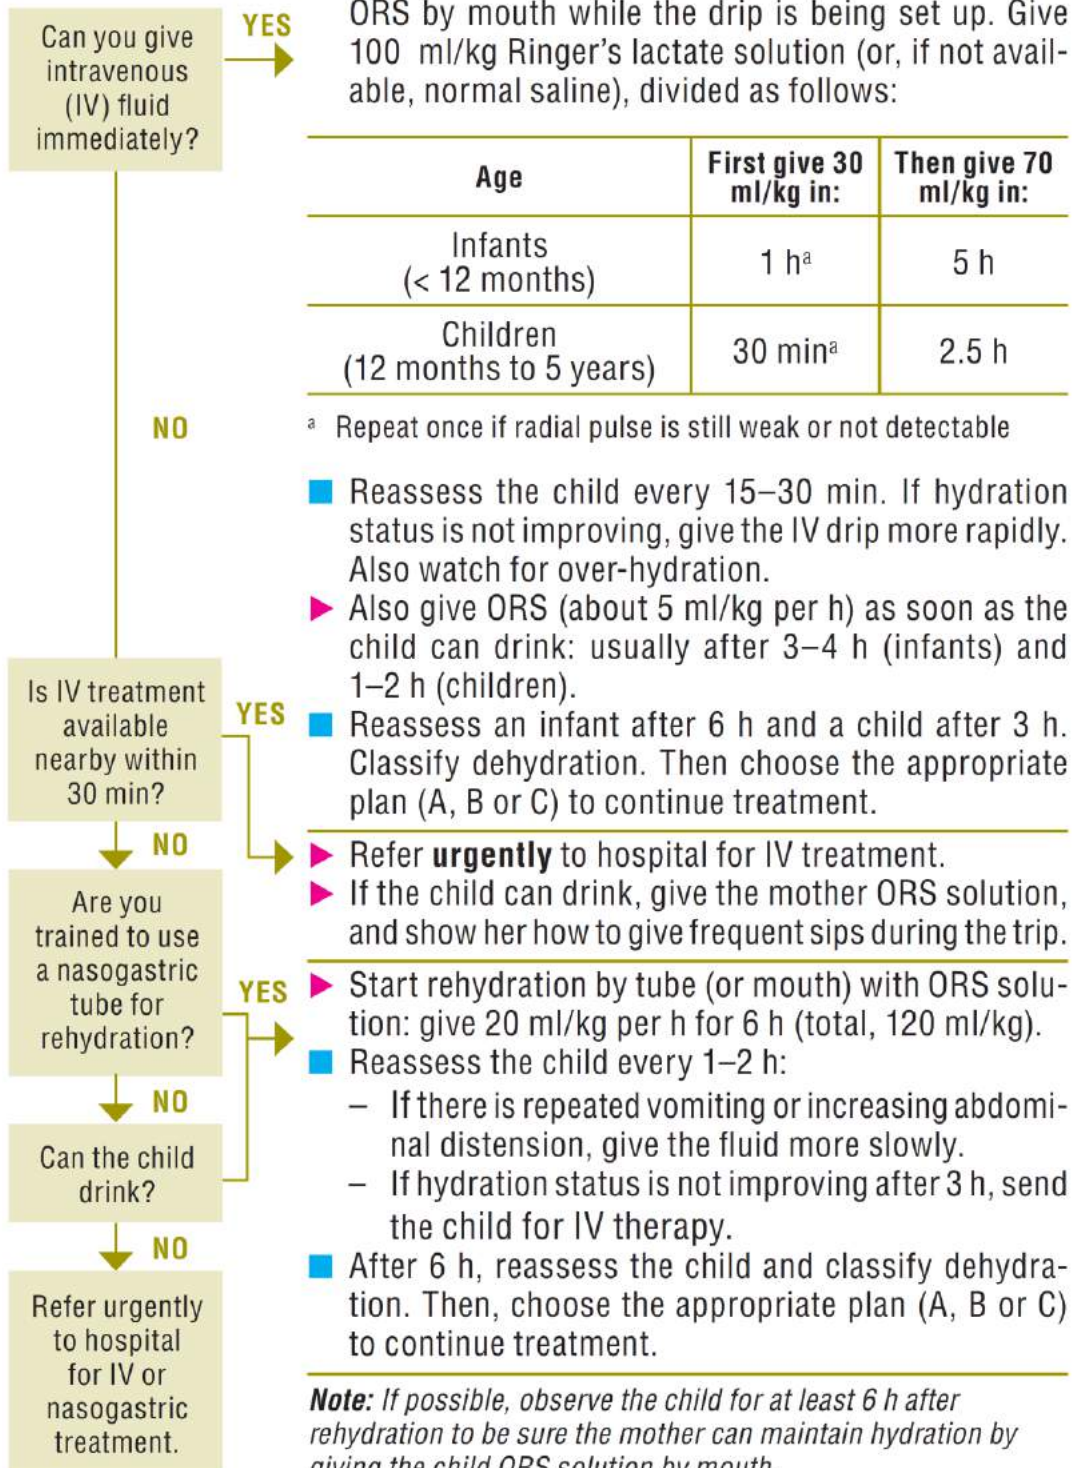 Can you give
intravenous
(IV) fluid
immediately?
YES
ORS by mouth while the drip is being set up. Give
100 ml/kg Ringer's lactate solution (or, if not avail-
able, normal saline), divided as follows:
Age
First give 30
ml/kg in:
Then give 70
ml/kg in:
Infants
(< 12 months)
1 hᵃ
5 h
Children
(12 months to 5 years)
30 minᵃ
2.5 h
NO
ᵃ Repeat once if radial pulse is still weak or not detectable
Reassess the child every 15–30 min. If hydration
status is not improving, give the IV drip more rapidly.
Also watch for over-hydration.
Also give ORS (about 5 ml/kg per h) as soon as the
child can drink: usually after 3–4 h (infants) and
1–2 h (children).
Reassess an infant after 6 h and a child after 3 h.
Classify dehydration. Then choose the appropriate
plan (A, B or C) to continue treatment.
Is IV treatment
available
nearby within
30 min?
YES
NO
Refer urgently to hospital for IV treatment.
If the child can drink, give the mother ORS solution,
and show her how to give frequent sips during the trip.
Are you
trained to use
a nasogastric
tube for
rehydration?
YES
Start rehydration by tube (or mouth) with ORS solu-
tion: give 20 ml/kg per h for 6 h (total, 120 ml/kg).
Reassess the child every 1–2 h:
– If there is repeated vomiting or increasing abdomi-
nal distension, give the fluid more slowly.
– If hydration status is not improving after 3 h, send
the child for IV therapy.
After 6 h, reassess the child and classify dehydra-
tion. Then, choose the appropriate plan (A, B or C)
to continue treatment.
NO
Can the child
drink?
NO
Refer urgently
to hospital
for IV or
nasogastric
treatment.
Note: If possible, observe the child for at least 6 h after
rehydration to be sure the mother can maintain hydration by
giving the child ORS solution by mouth